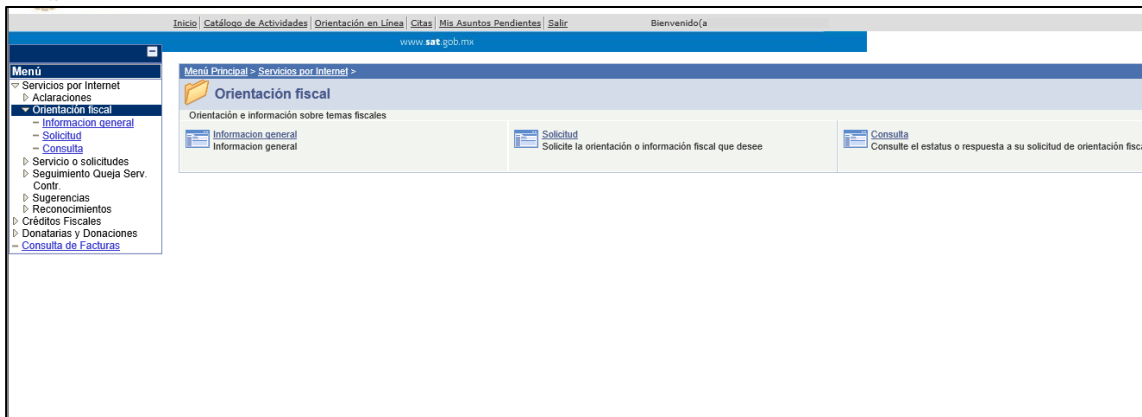 Inicio Catálogo de Actividades Orientación en Línea Citas Mis Asuntos Pendientes Salir Bienvenido(a
www.sat.gob.mx
Menú
Servicios por Internet
Aclaraciones
Orientación fiscal
Informacion general
Solicitud
Consulta
Servicio o solicitudes
Seguimiento Queja Serv.
Contr.
Sugerencias
Reconocimientos
Créditos Fiscales
Donatarias y Donaciones
Consulta de Facturas
Menú Principal > Servicios por Internet >
Orientación fiscal
Orientación e información sobre temas fiscales
Informacion general
Informacion general
Solicitud
Solicite la orientación o información fiscal que desee
Consulta
Consulte el estatus o respuesta a su solicitud de orientación fisca